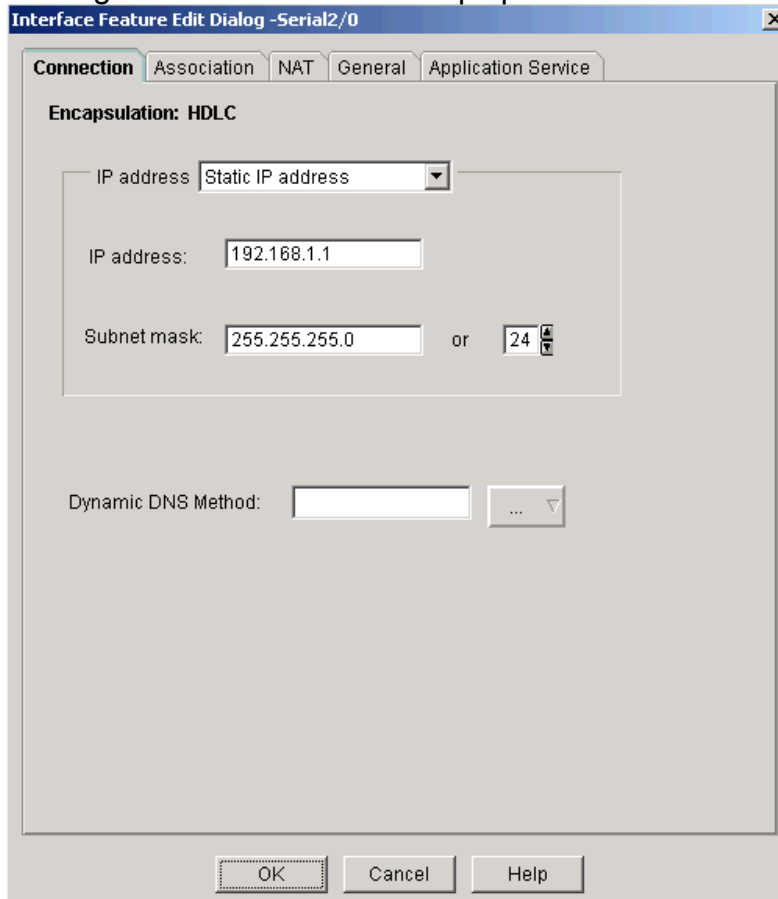 Interface Feature Edit Dialog -Serial2/0
Connection Association NAT General Application Service
Encapsulation: HDLC
IP address Static IP address
IP address: 192.168.1.1
Subnet mask: 255.255.255.0 or 24
Dynamic DNS Method: ...
OK Cancel Help